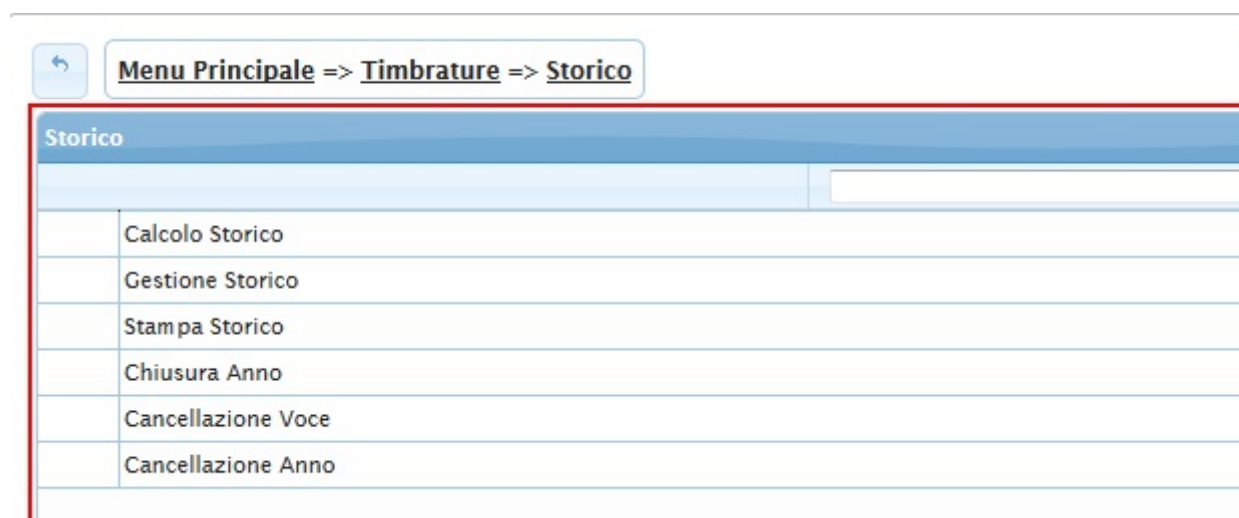 Menu Principale => Timbrature => Storico
Storico
Calcolo Storico
Gestione Storico
Stampa Storico
Chiusura Anno
Cancellazione Voce
Cancellazione Anno